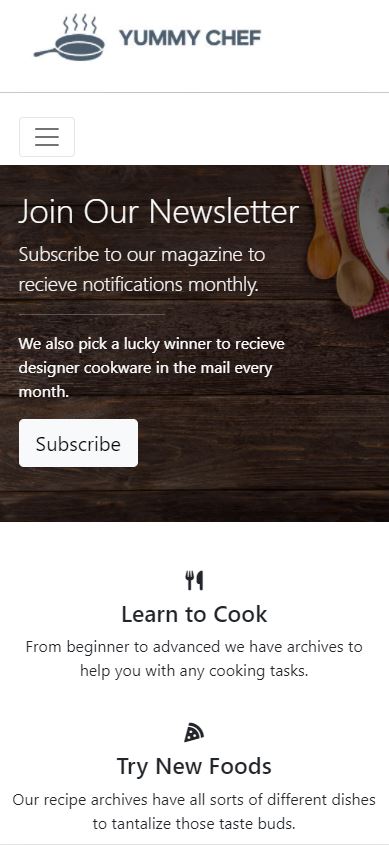 YUMMY CHEF
Join Our Newsletter
Subscribe to our magazine to
recieve notifications monthly.
We also pick a lucky winner to recieve
designer cookware in the mail every
month.
Subscribe
Learn to Cook
From beginner to advanced we have archives to
help you with any cooking tasks.
Try New Foods
Our recipe archives have all sorts of different dishes
to tantalize those taste buds.